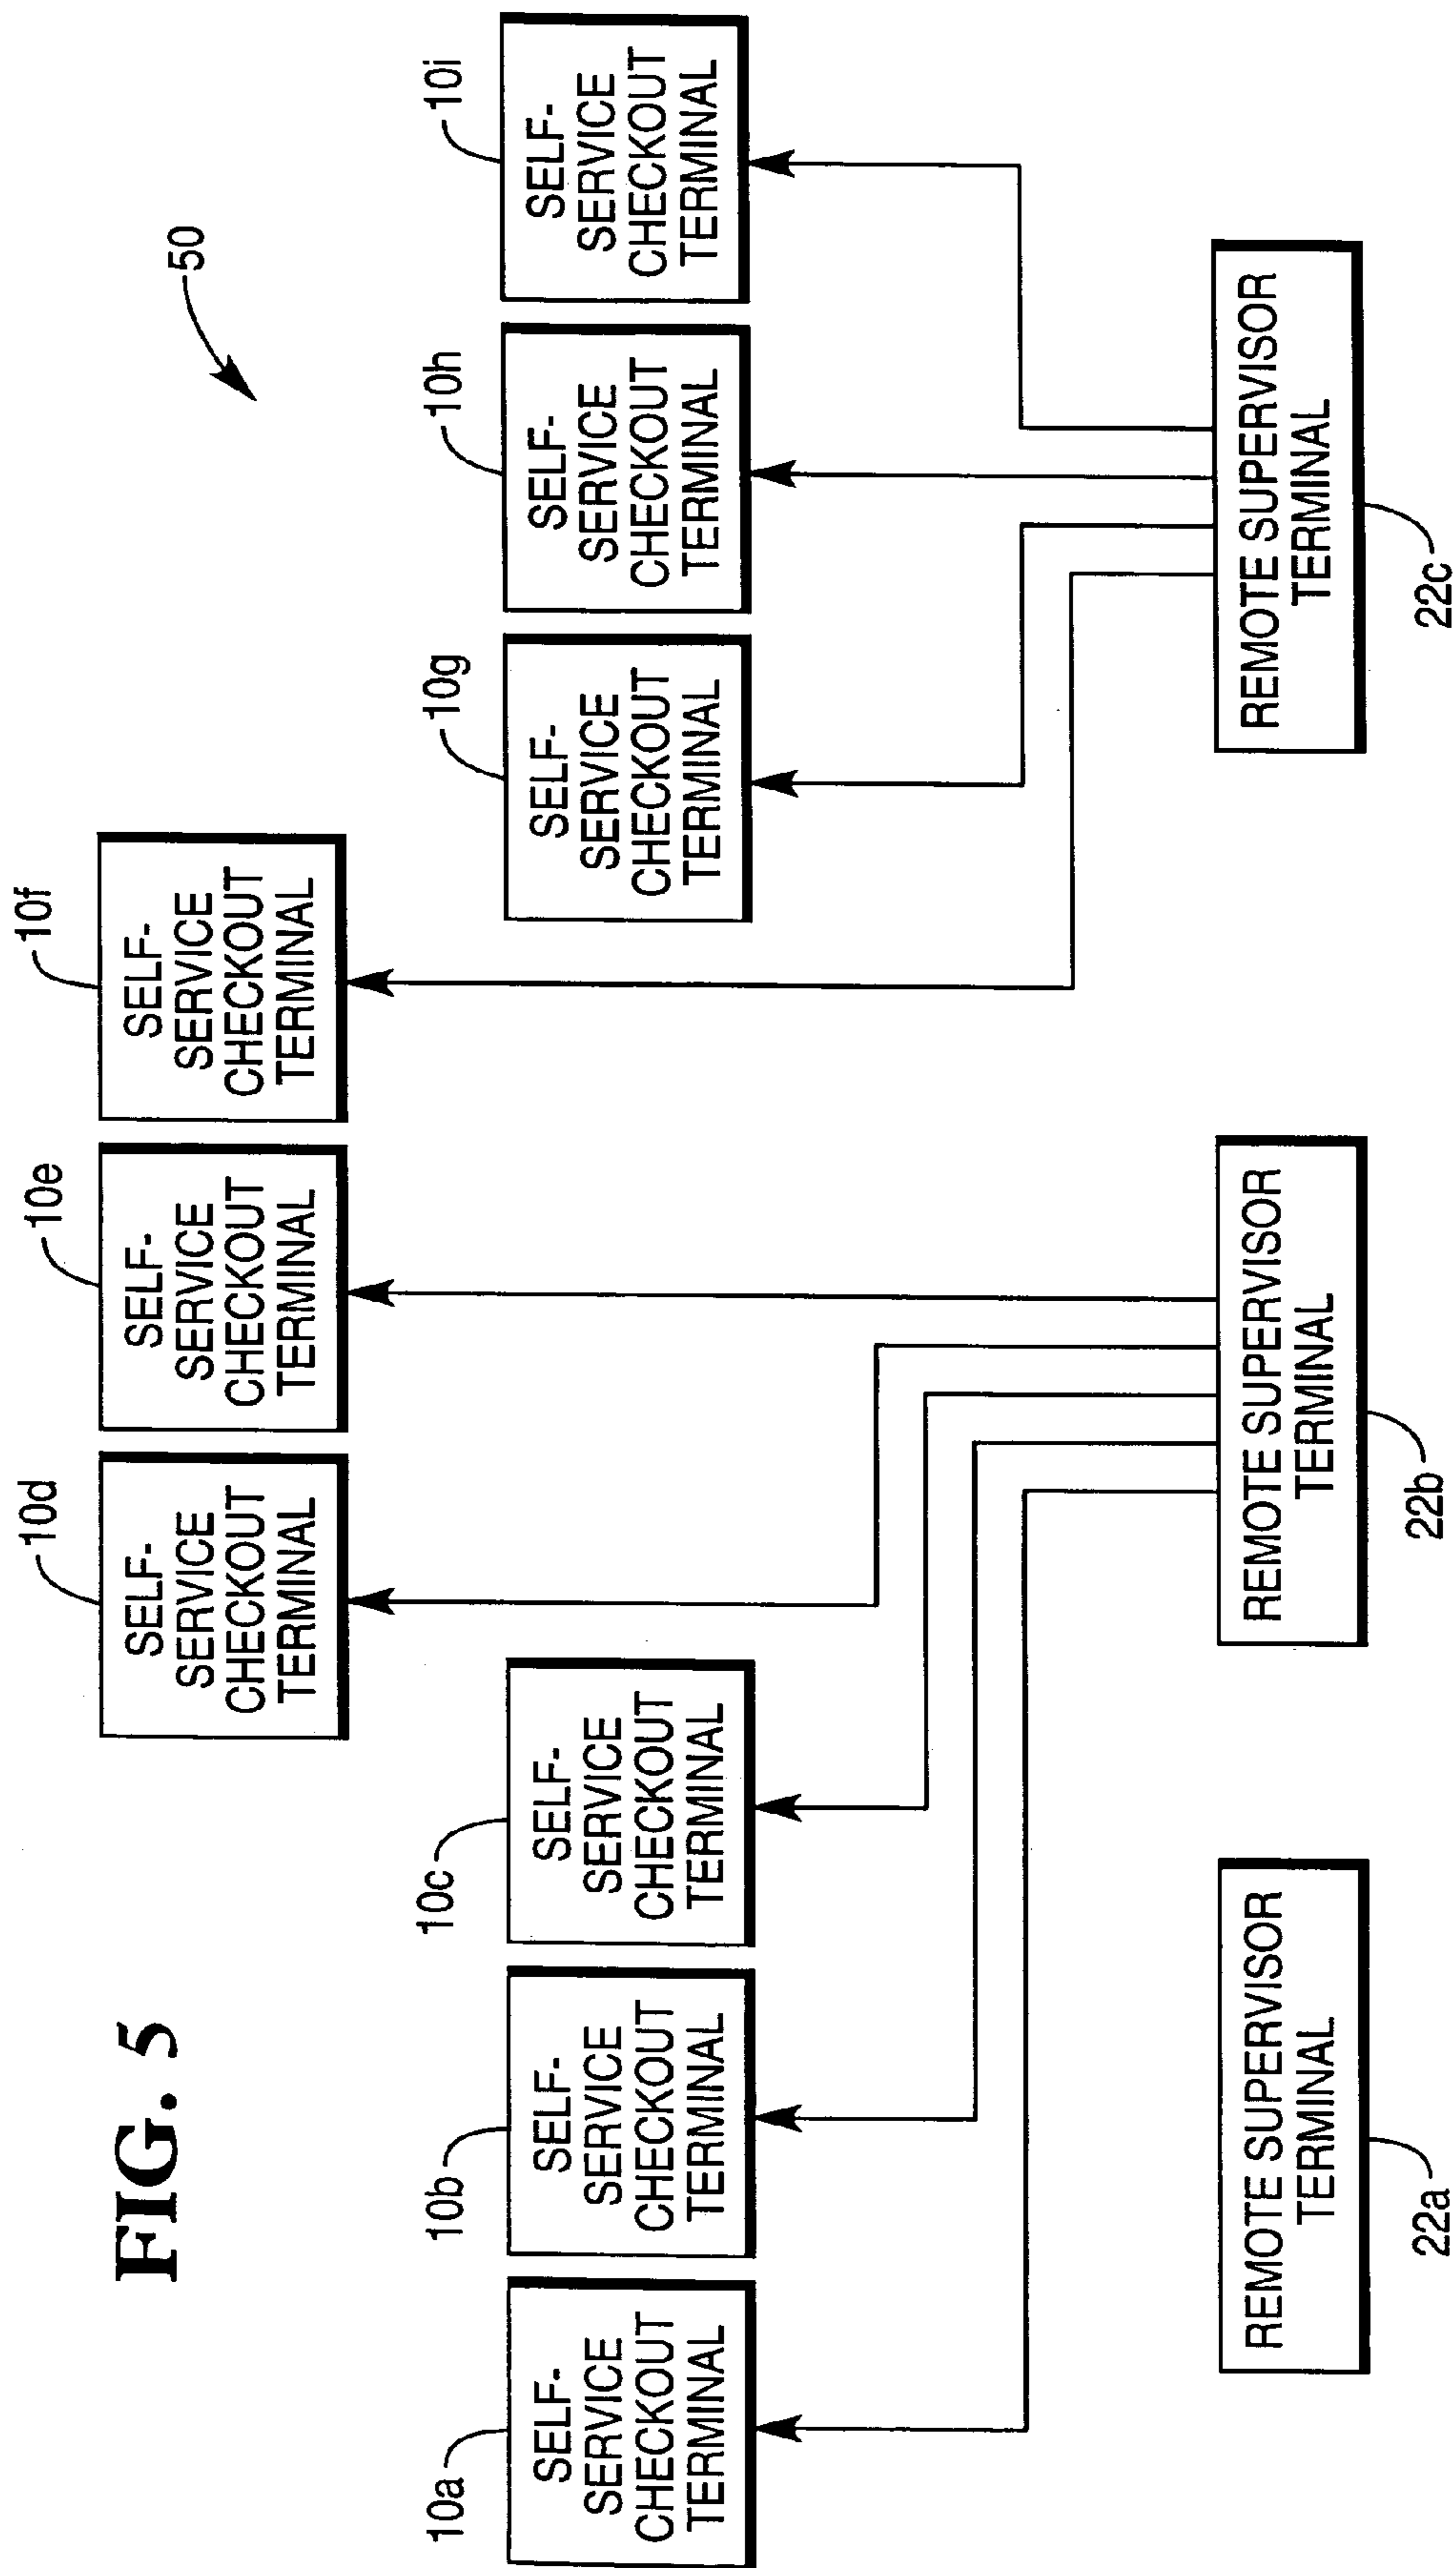 FIG. 5
50
10d
10e
10f
SELF-
SERVICE
CHECKOUT
TERMINAL
SELF-
SERVICE
CHECKOUT
TERMINAL
SELF-
SERVICE
CHECKOUT
TERMINAL
10a
10b
10c
10g
10h
10i
SELF-
SERVICE
CHECKOUT
TERMINAL
SELF-
SERVICE
CHECKOUT
TERMINAL
SELF-
SERVICE
CHECKOUT
TERMINAL
SELF-
SERVICE
CHECKOUT
TERMINAL
SELF-
SERVICE
CHECKOUT
TERMINAL
SELF-
SERVICE
CHECKOUT
TERMINAL
REMOTE SUPERVISOR
TERMINAL
REMOTE SUPERVISOR
TERMINAL
REMOTE SUPERVISOR
TERMINAL
22a
22b
22c